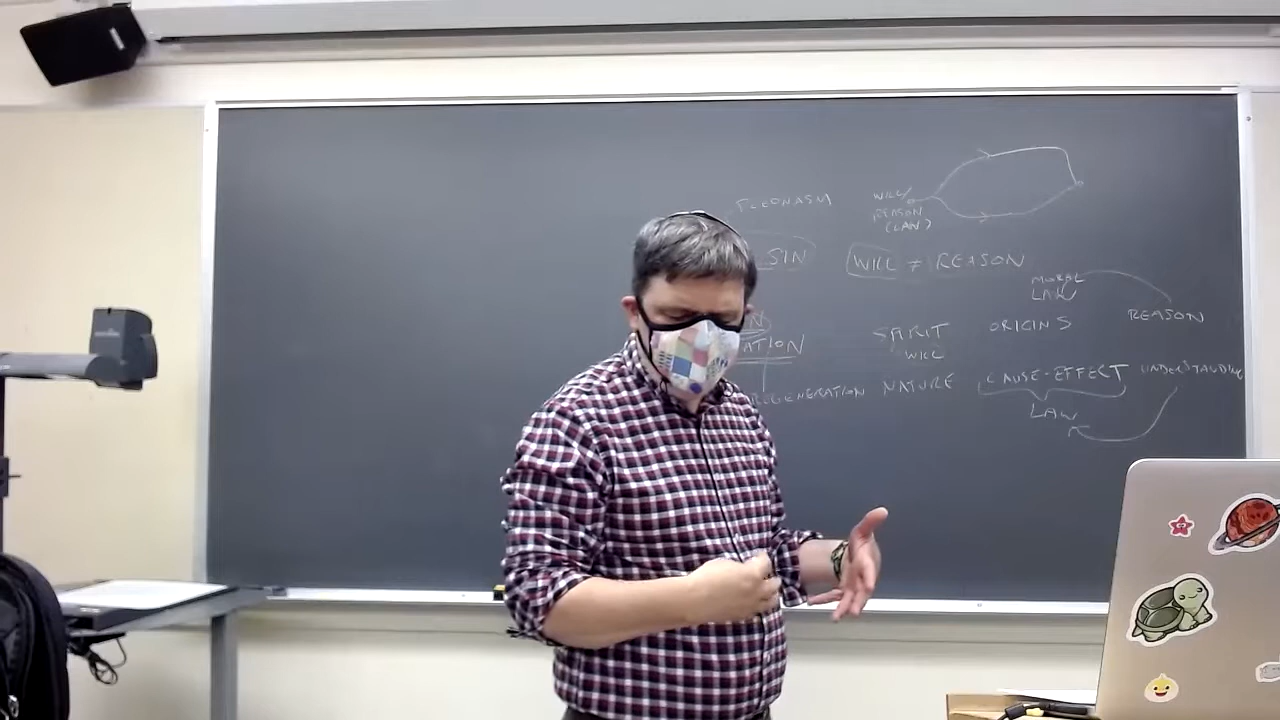 PLEONASM
WILL/
REASON
(LAW)
SIN
WILL ≠ REASON
MORAL
LAW
REASON
SPIRIT
ORIGINS
WILL
ATION
REGENERATION
NATURE
CAUSE-EFFECT
UNDERSTANDING
LAW